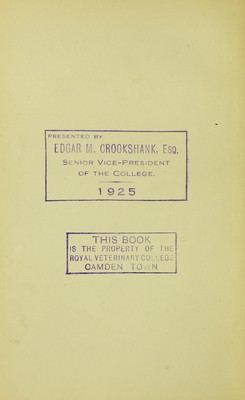 PRESENTED BY
EDGAR M. CROOKSHANK, ESQ.
SENIOR VICE-PRESIDENT
OF THE COLLEGE.
1925
THIS BOOK
IS THE PROPERTY OF THE
ROYAL VETERINARY COLLEGE
CAMDEN TOWN